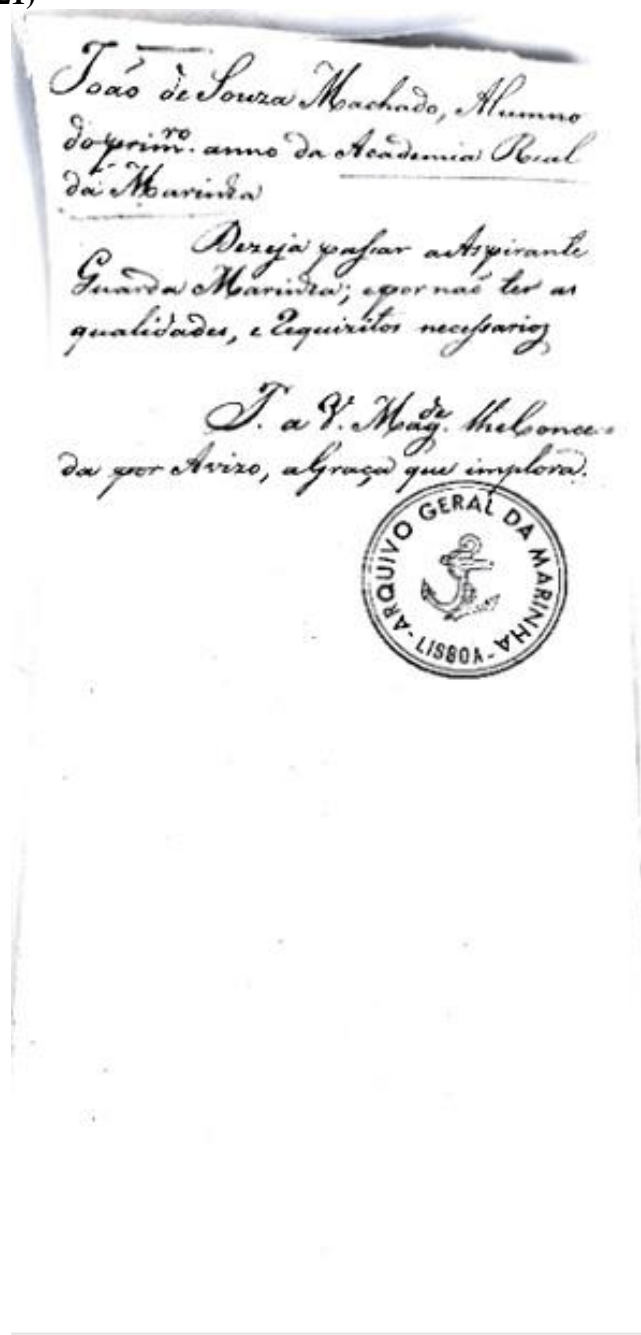 21)
João de Souza Machado, Alumno
do prim.ro anno da Academia Real
da Marinha
Dezeja passar a Aspirante
Guarda Marinha; e por naõ ter as
qualidades, e Requizitos necessarios
P. a V. Mag.de lhe Conce-
da por Avizo, a Graça que implora.
ARQUIVO GERAL DA MARINHA
-LISBOA-